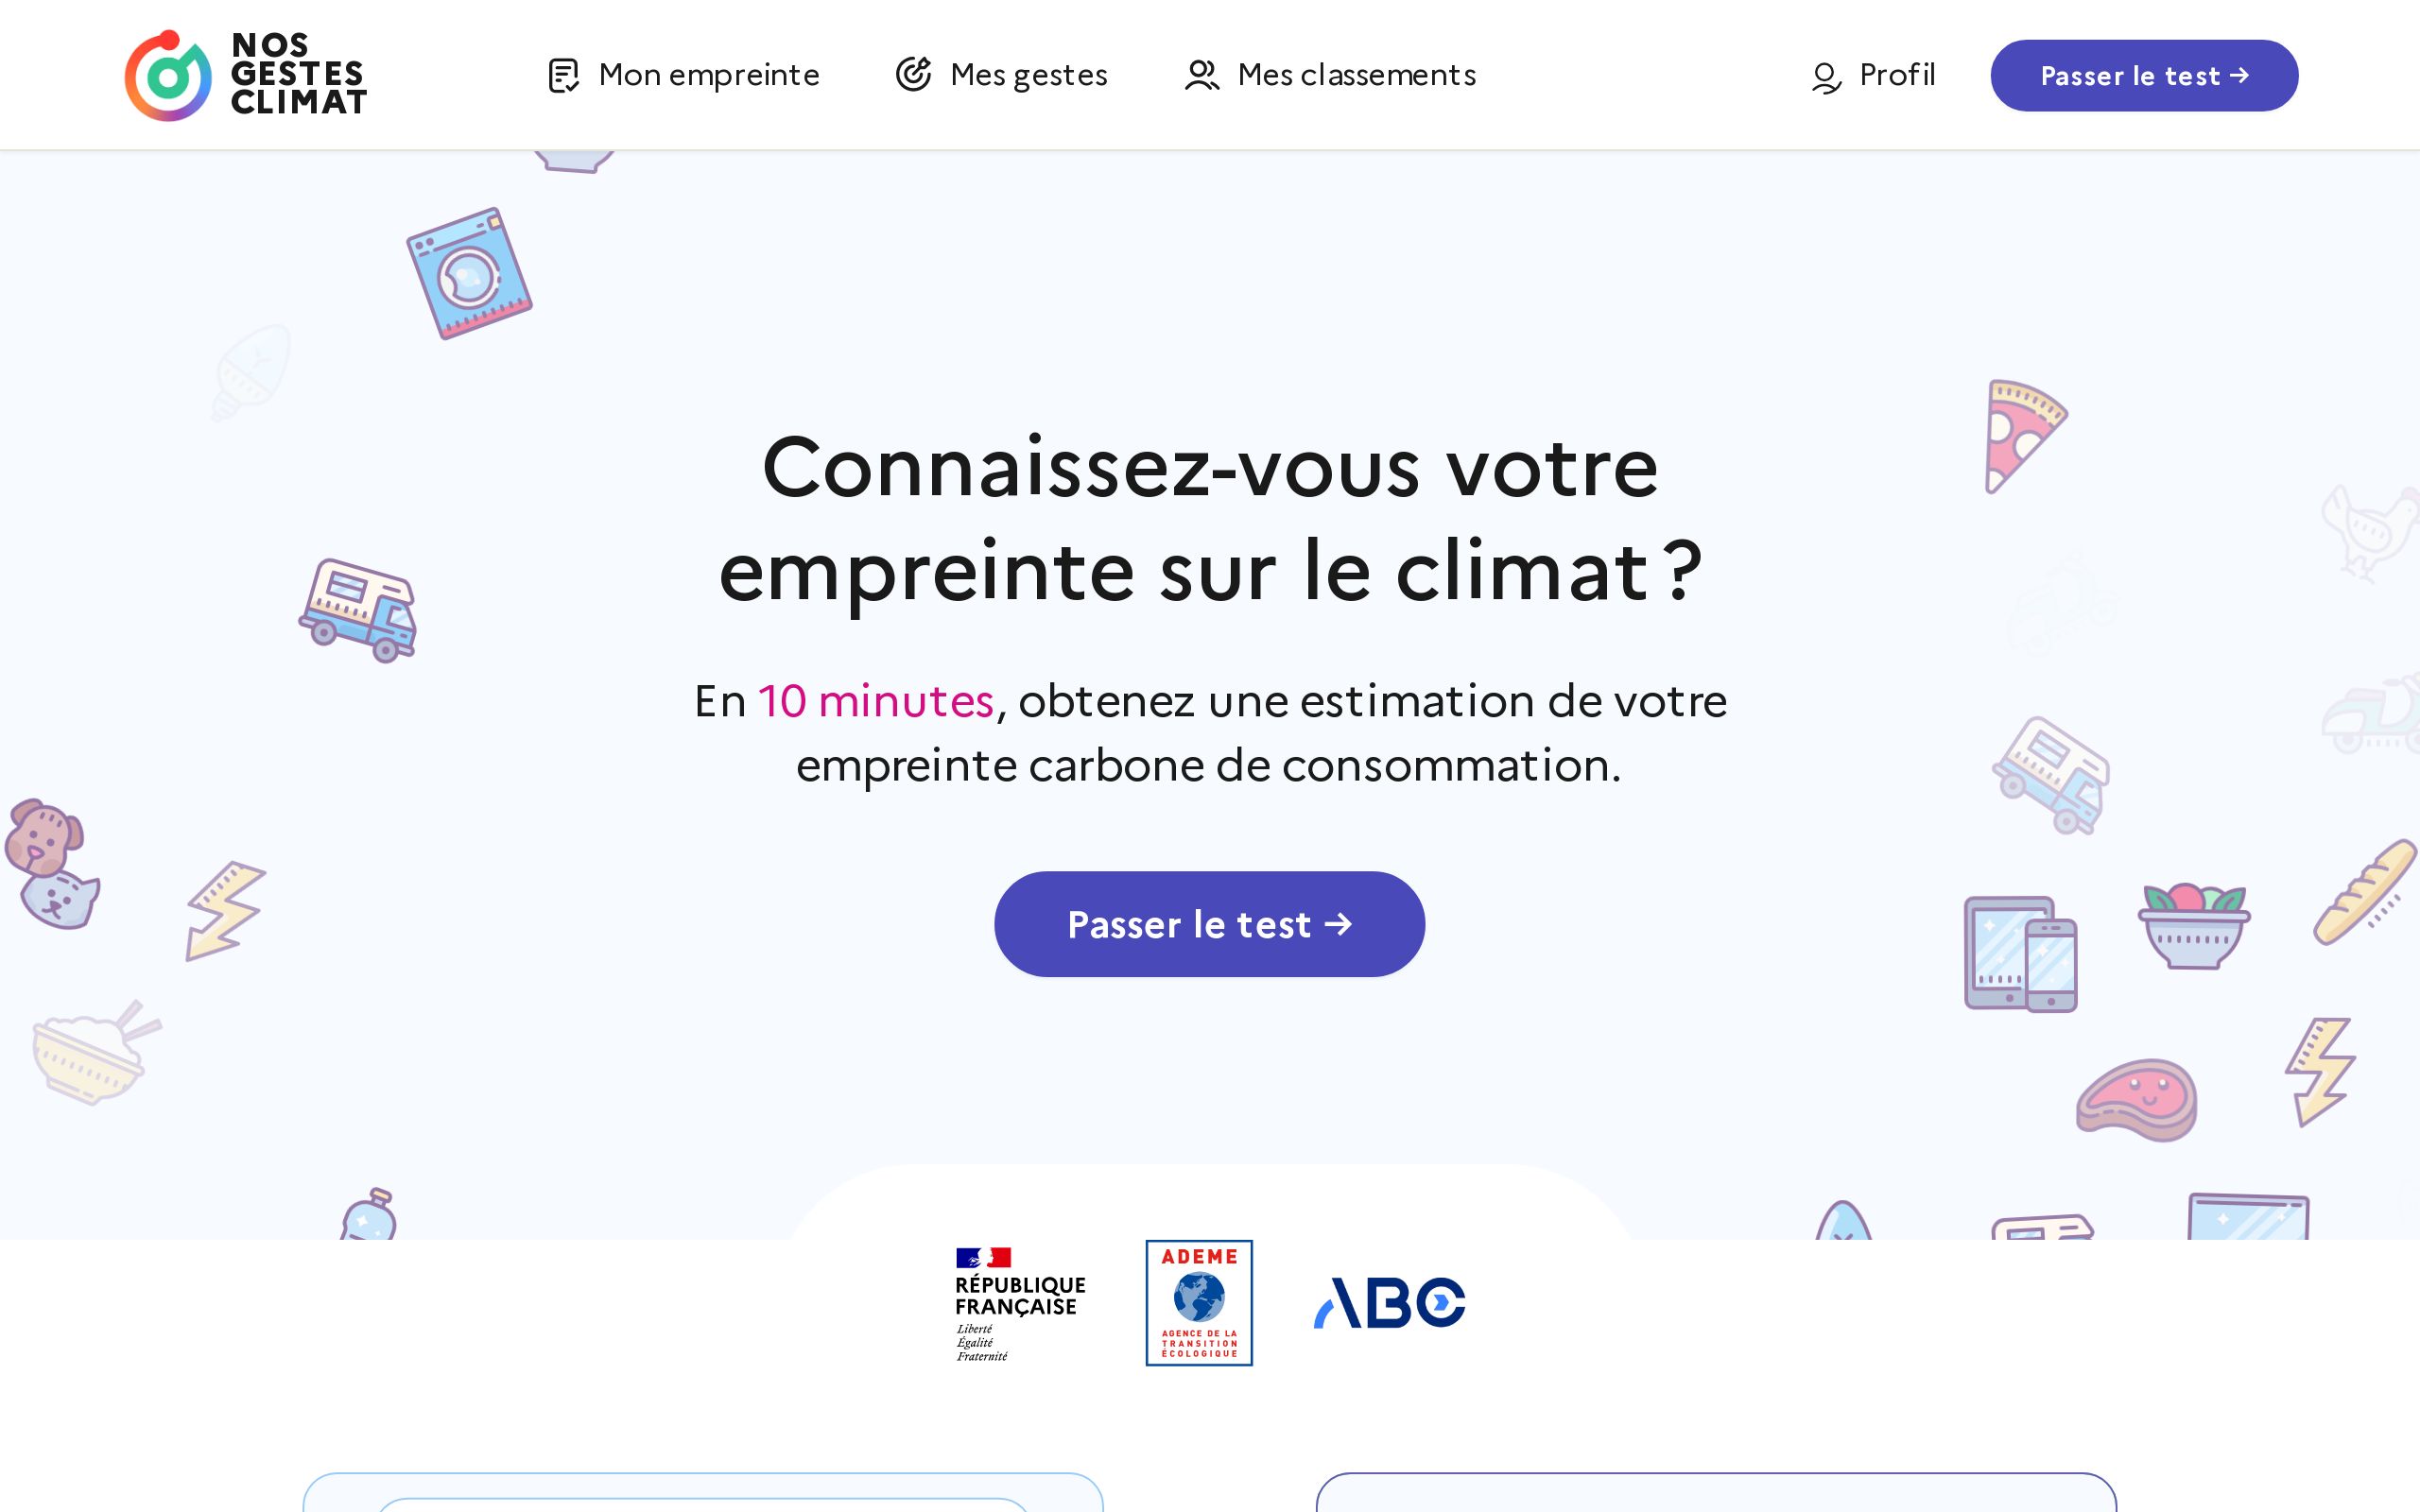 NOS
GESTES
CLIMAT
Mon empreinte
Mes gestes
Mes classements
Profil
Passer le test →
Connaissez-vous votre
empreinte sur le climat ?
En 10 minutes, obtenez une estimation de votre
empreinte carbone de consommation.
Passer le test →
RÉPUBLIQUE
FRANÇAISE
Liberté
Égalité
Fraternité
ADEME
AGENCE DE LA
TRANSITION
ÉCOLOGIQUE
ABC